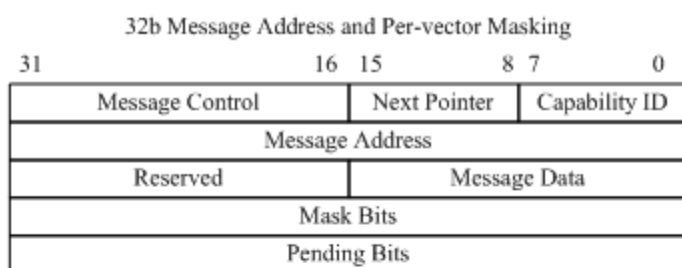 32b Message Address and Per-vector Masking
31 16 15 8 7 0
Message Control Next Pointer Capability ID
Message Address
Reserved Message Data
Mask Bits
Pending Bits